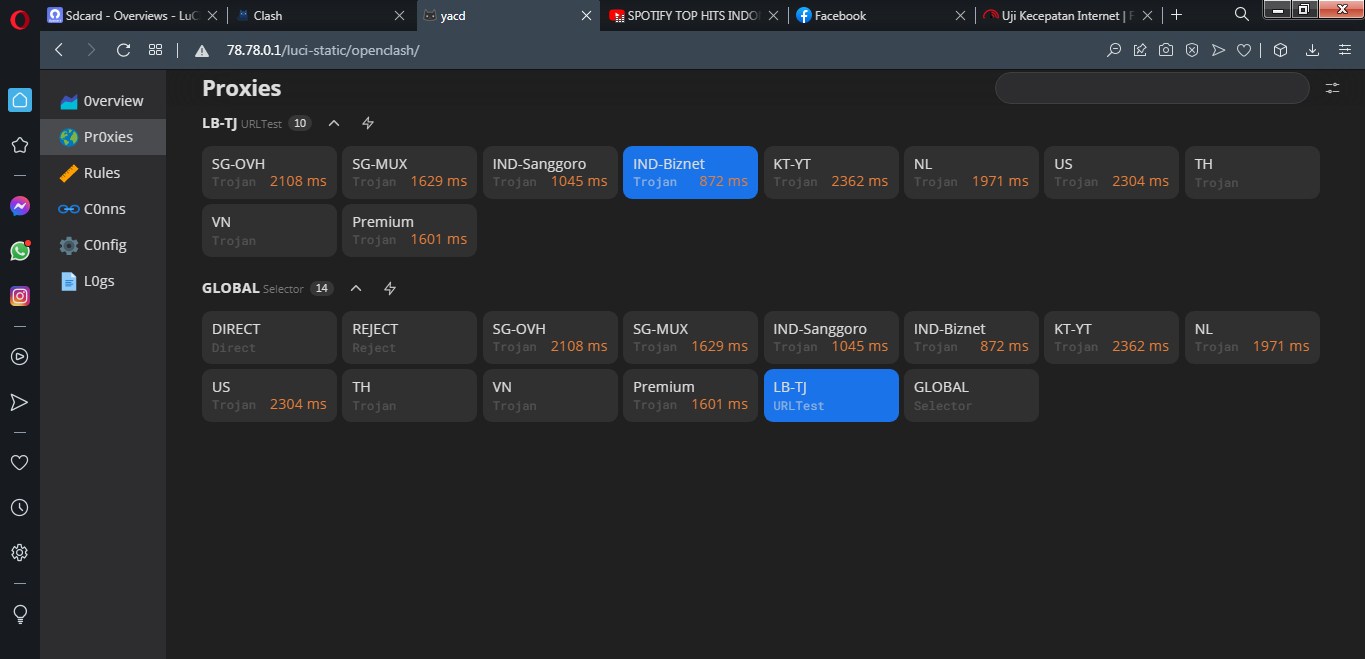 Sdcard - Overviews - LuC
Clash
yacd
SPOTIFY TOP HITS INDO
Facebook
Uji Kecepatan Internet | F
78.78.0.1/luci-static/openclash/
0verview
Pr0xies
Rules
C0nns
C0nfig
L0gs
Proxies
LB-TJ URLTest 10
SG-OVH SG-MUX IND-Sanggoro IND-Biznet KT-YT NL US TH
Trojan 2108 ms Trojan 1629 ms Trojan 1045 ms Trojan 872 ms Trojan 2362 ms Trojan 1971 ms Trojan 2304 ms Trojan
VN Premium
Trojan Trojan 1601 ms
GLOBAL Selector 14
DIRECT REJECT SG-OVH SG-MUX IND-Sanggoro IND-Biznet KT-YT NL
Direct Reject Trojan 2108 ms Trojan 1629 ms Trojan 1045 ms Trojan 872 ms Trojan 2362 ms Trojan 1971 ms
US TH VN Premium LB-TJ GLOBAL
Trojan 2304 ms Trojan Trojan Trojan 1601 ms URLTest Selector